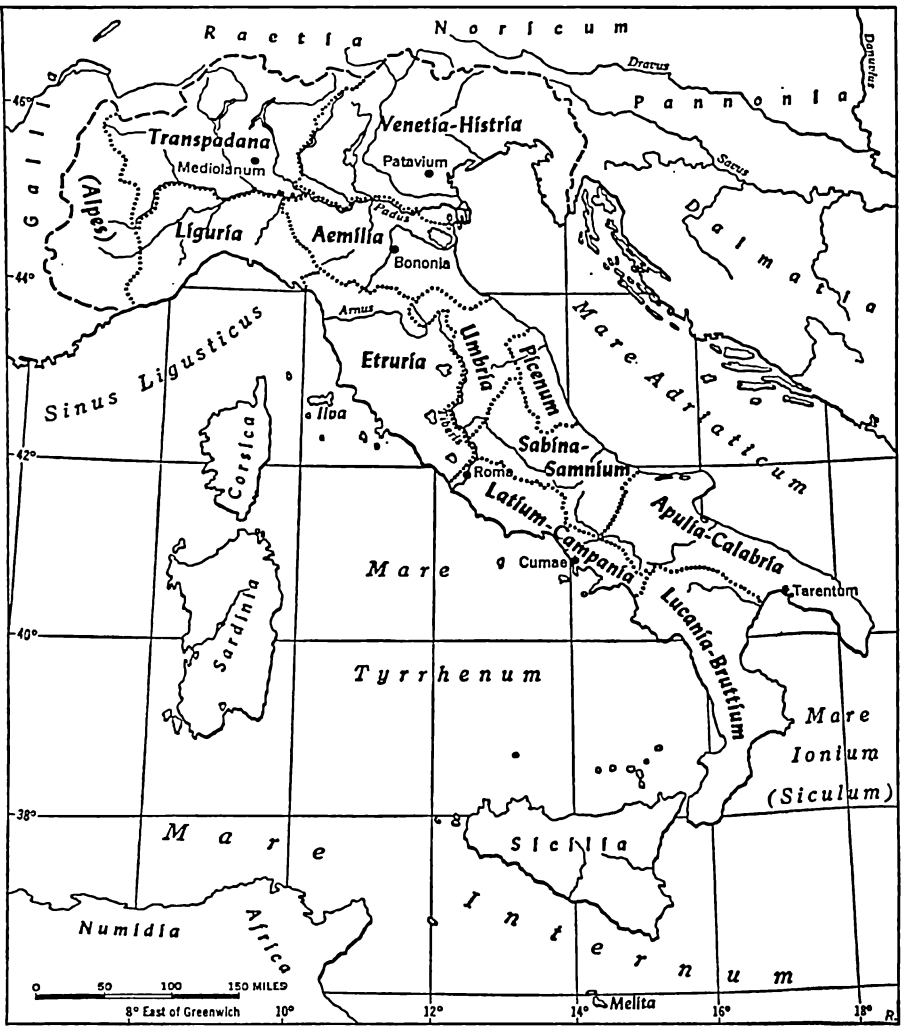 Raetia
Noricum
Dravus
Danuvius
Pannonia
46°
Gallia
Transpadana
Mediolanum
Venetia-Histria
Patavium
Savus
(Alpes)
Padus
Liguria
Aemilia
Bononia
Dalmatia
44°
Arnus
Sinus Ligusticus
Etruria
Umbria
Picenum
Mare Adriaticum
Ilva
Tiberis
Corsica
42°
Sabina-
Samnium
Roma
Latium-Campania
Apulia-Calabria
Mare
Cumae
Tarentum
Sardinia
Lucania-Bruttium
40°
Tyrrhenum
Mare
Ionium
(Siculum)
38°
Mare
Sicilia
Internum
Numidia
Africa
0 50 100 150 MILES
Melita
8° East of Greenwich 10° 12° 14° 16° 18°
R.